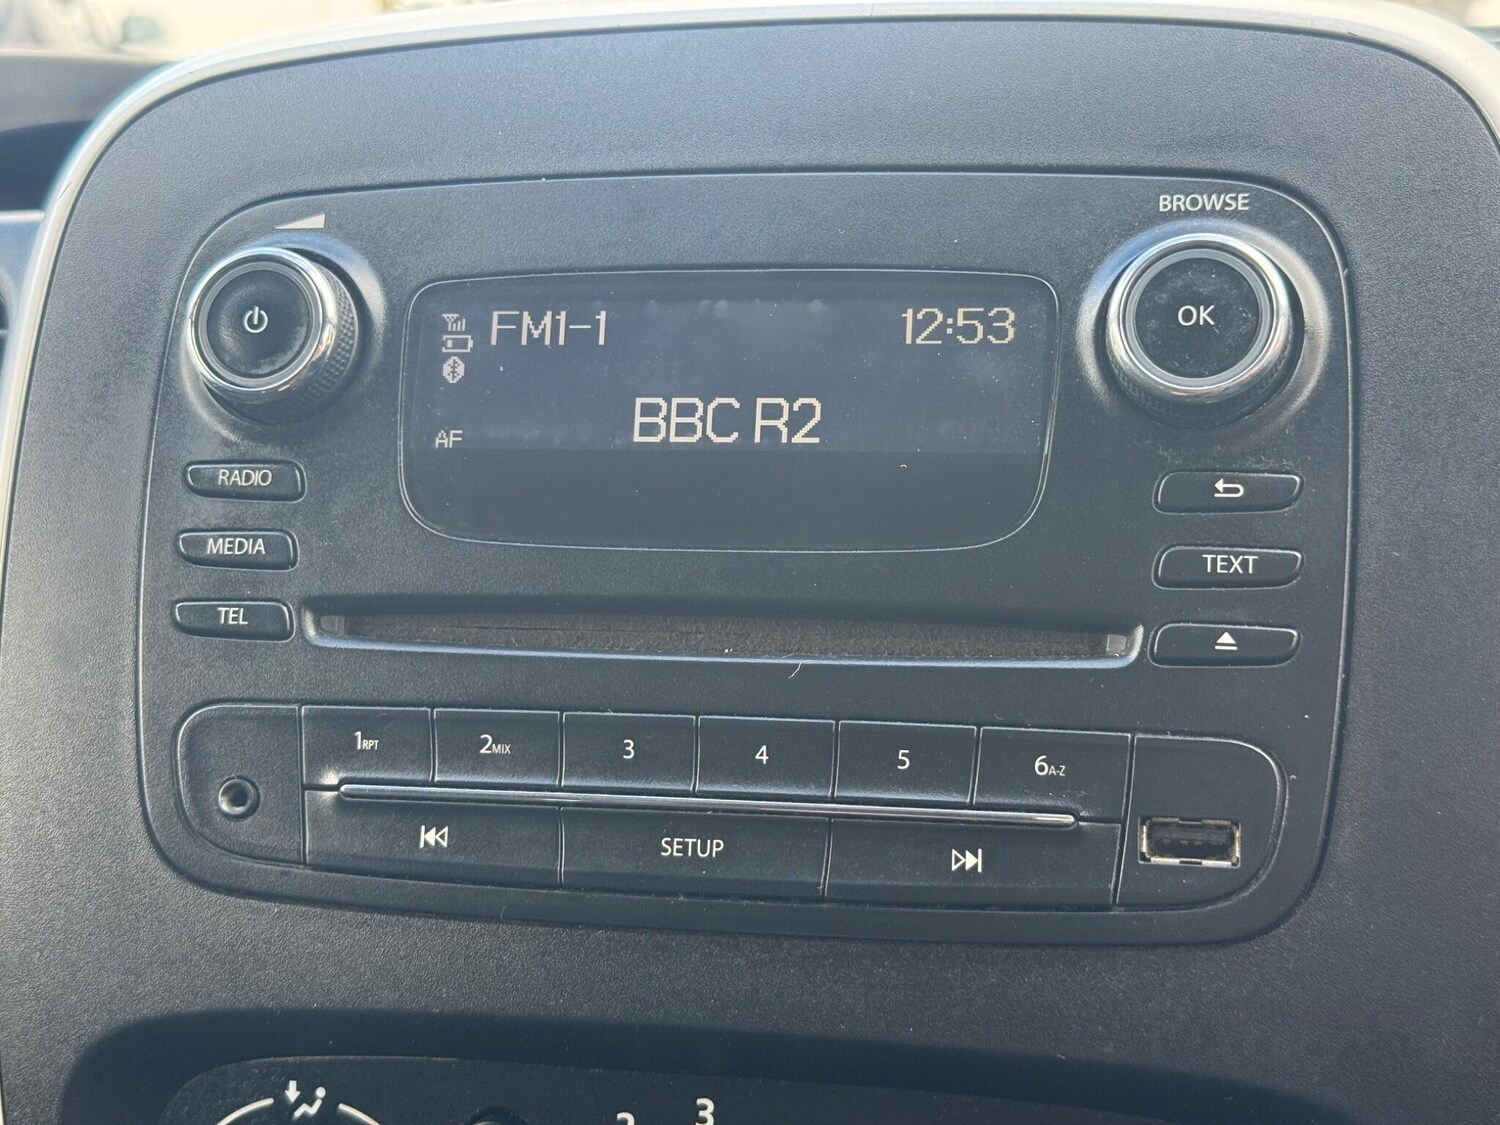 BROWSE
OK
FM1-1 12:53
BBC R2
AF
RADIO
MEDIA
TEL
TEXT
1RPT 2MIX 3 4 5 6A-Z
SETUP
2 3